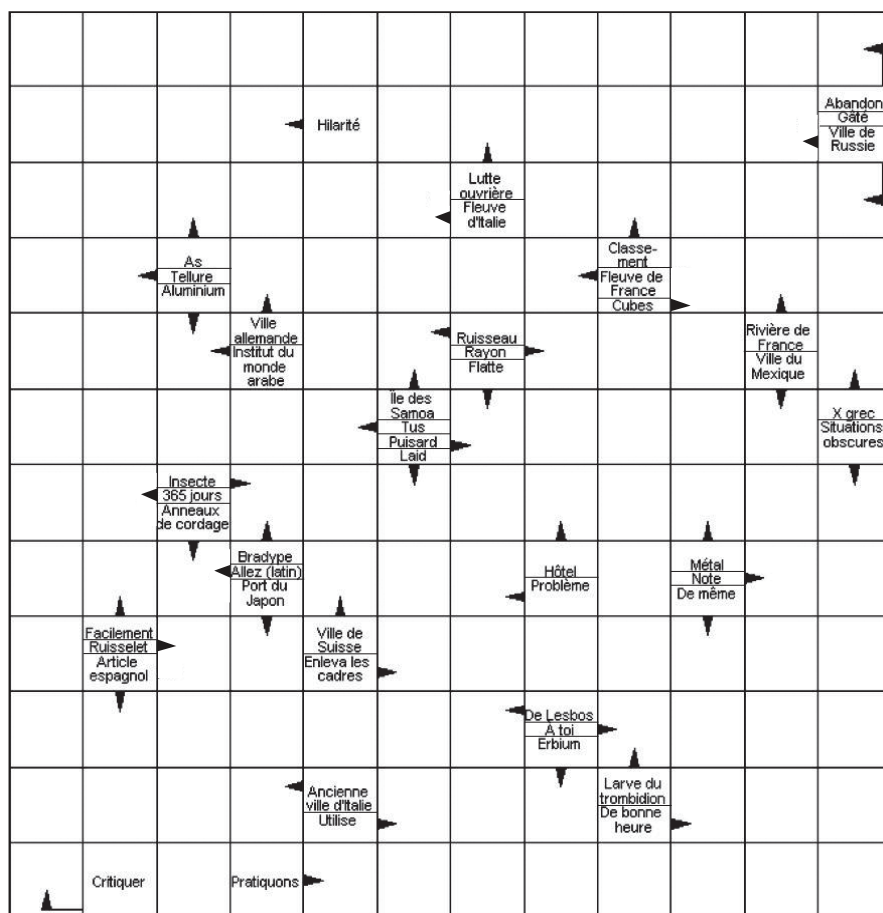 Hilarité
Abandon
Gâté
Ville de
Russie
Lutte
ouvrière
Fleuve
d'Italie
As
Tellure
Aluminium
Classe-
ment
Fleuve de
France
Cubes
Ville
allemande
Institut du
monde
arabe
Ruisseau
Rayon
Flatte
Rivière de
France
Ville du
Mexique
Île des
Samoa
Tus
Puisard
Laid
X grec
Situations
obscures
Insecte
365 jours
Anneaux
de cordage
Bradype
Allez (latin)
Port du
Japon
Hôtel
Problème
Métal
Note
De même
Facilement
Ruisselet
Article
espagnol
Ville de
Suisse
Enleva les
cadres
De Lesbos
À toi
Erbium
Ancienne
ville d'Italie
Utilise
Larve du
trombidion
De bonne
heure
Critiquer
Pratiquons